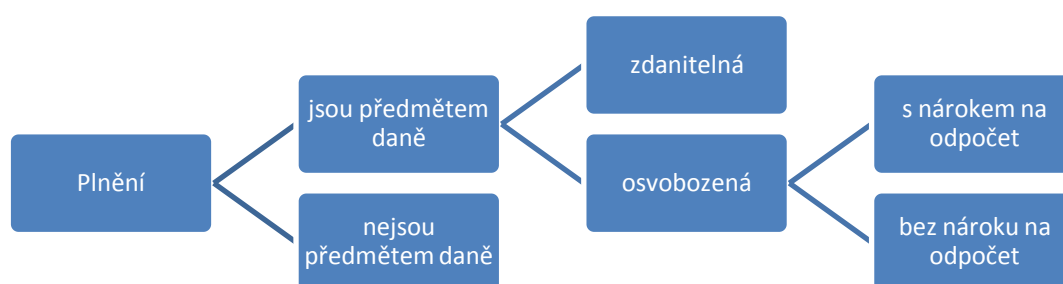 Plnění
jsou předmětem
daně
nejsou
předmětem daně
zdanitelná
osvobozená
s nárokem na
odpočet
bez nároku na
odpočet